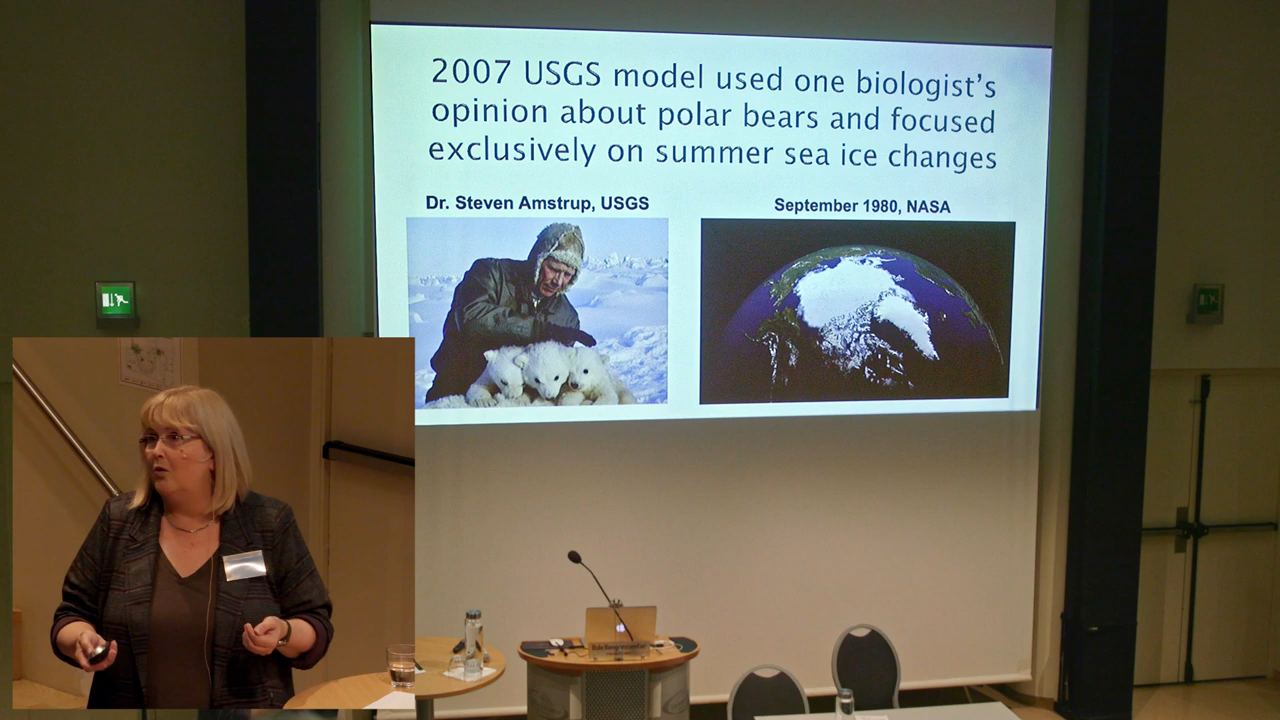 2007 USGS model used one biologist's
opinion about polar bears and focused
exclusively on summer sea ice changes
Dr. Steven Amstrup, USGS
September 1980, NASA